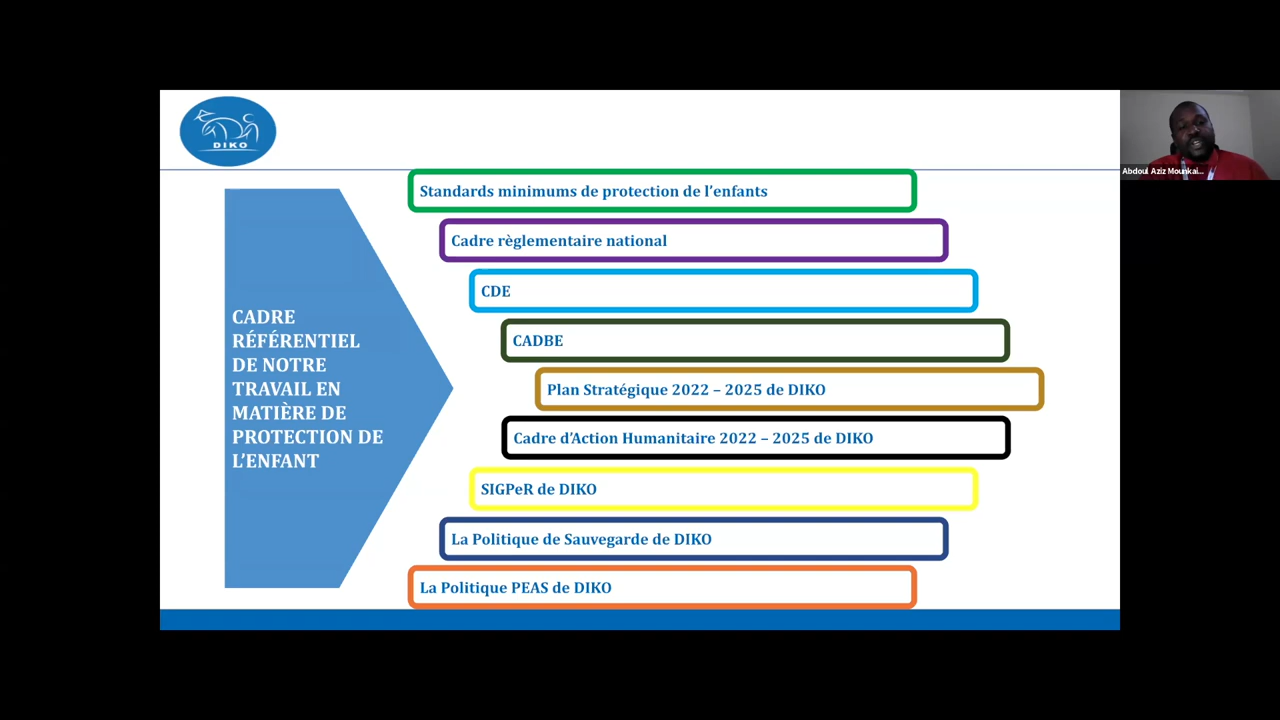 DIKO
Abdoul Aziz Mounkai...
CADRE
RÉFÉRENTIEL
DE NOTRE
TRAVAIL EN
MATIÈRE DE
PROTECTION DE
L'ENFANT
Standards minimums de protection de l'enfants
Cadre règlementaire national
CDE
CADBE
Plan Stratégique 2022 – 2025 de DIKO
Cadre d'Action Humanitaire 2022 – 2025 de DIKO
SIGPeR de DIKO
La Politique de Sauvegarde de DIKO
La Politique PEAS de DIKO